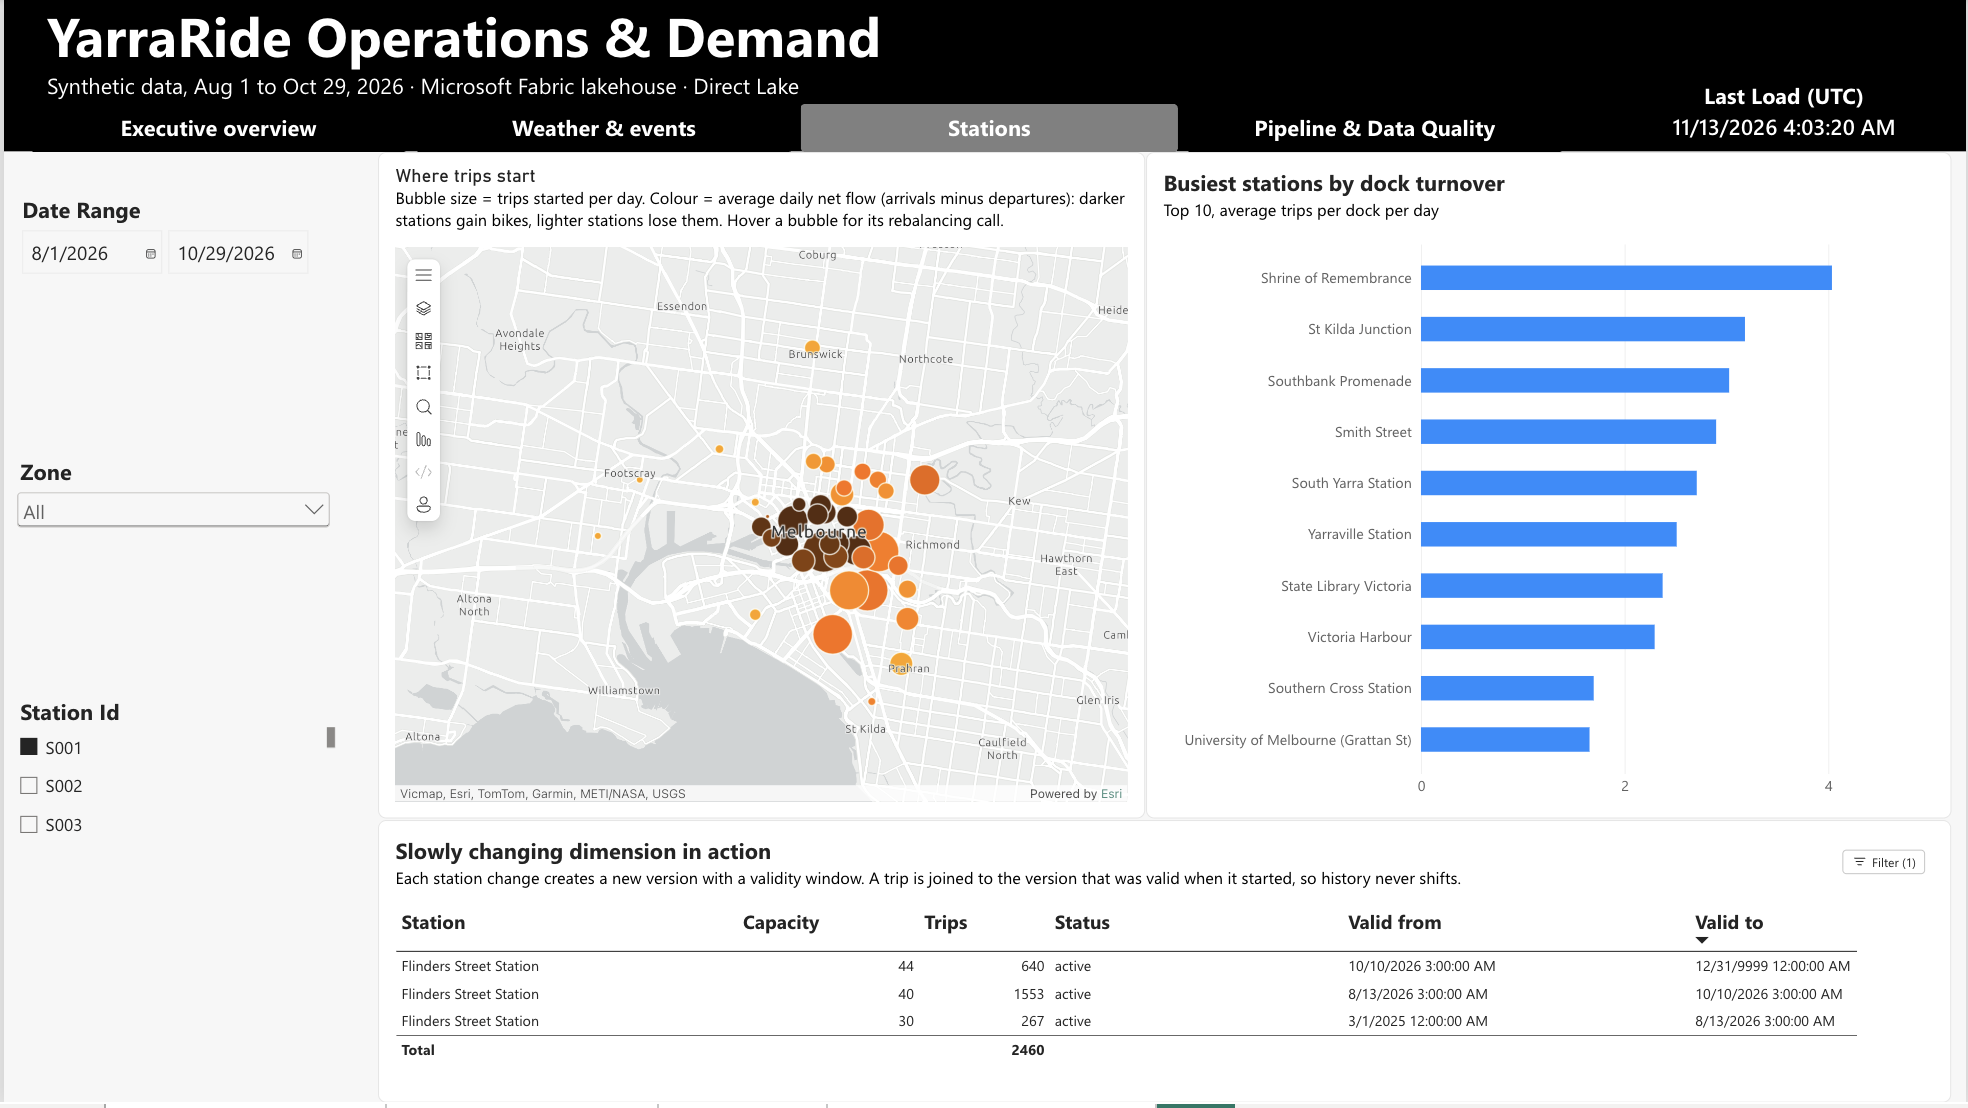 YarraRide Operations & Demand
Synthetic data, Aug 1 to Oct 29, 2026 · Microsoft Fabric lakehouse · Direct Lake
Last Load (UTC)
11/13/2026 4:03:20 AM
Executive overview
Weather & events
Stations
Pipeline & Data Quality
Date Range
8/1/2026
10/29/2026
Zone
All
Station Id
S001
S002
S003
Where trips start
Bubble size = trips started per day. Colour = average daily net flow (arrivals minus departures): darker
stations gain bikes, lighter stations lose them. Hover a bubble for its rebalancing call.
Coburg
Essendon
Heide
Avondale
Heights
Brunswick
Northcote
Footscray
Kew
Melbourne
Richmond
Hawthorn
East
Altona
North
Caml
Prahran
Williamstown
Glen Iris
St Kilda
Altona
Caulfield
North
Vicmap, Esri, TomTom, Garmin, METI/NASA, USGS
Powered by Esri
Busiest stations by dock turnover
Top 10, average trips per dock per day
Shrine of Remembrance
St Kilda Junction
Southbank Promenade
Smith Street
South Yarra Station
Yarraville Station
State Library Victoria
Victoria Harbour
Southern Cross Station
University of Melbourne (Grattan St)
0 2 4
Slowly changing dimension in action
Each station change creates a new version with a validity window. A trip is joined to the version that was valid when it started, so history never shifts.
Filter (1)
Station Capacity Trips Status Valid from Valid to
Flinders Street Station 44 640 active 10/10/2026 3:00:00 AM 12/31/9999 12:00:00 AM
Flinders Street Station 40 1553 active 8/13/2026 3:00:00 AM 10/10/2026 3:00:00 AM
Flinders Street Station 30 267 active 3/1/2025 12:00:00 AM 8/13/2026 3:00:00 AM
Total 2460